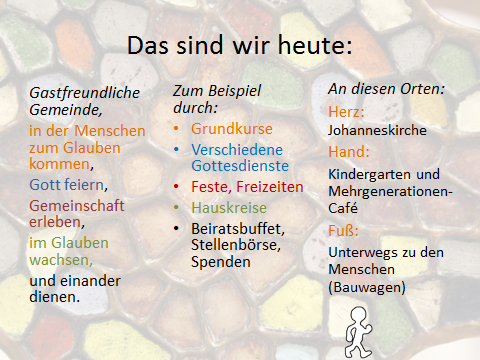 Das sind wir heute:
Gastfreundliche
Gemeinde,
in der Menschen
zum Glauben
kommen,
Gott feiern,
Gemeinschaft
erleben,
im Glauben
wachsen,
und einander
dienen.
Zum Beispiel
durch:
• Grundkurse
• Verschiedene
Gottesdienste
• Feste, Freizeiten
• Hauskreise
• Beiratsbuffet,
Stellenbörse,
Spenden
An diesen Orten:
Herz:
Johanneskirche
Hand:
Kindergarten und
Mehrgenerationen-
Café
Fuß:
Unterwegs zu den
Menschen
(Bauwagen)